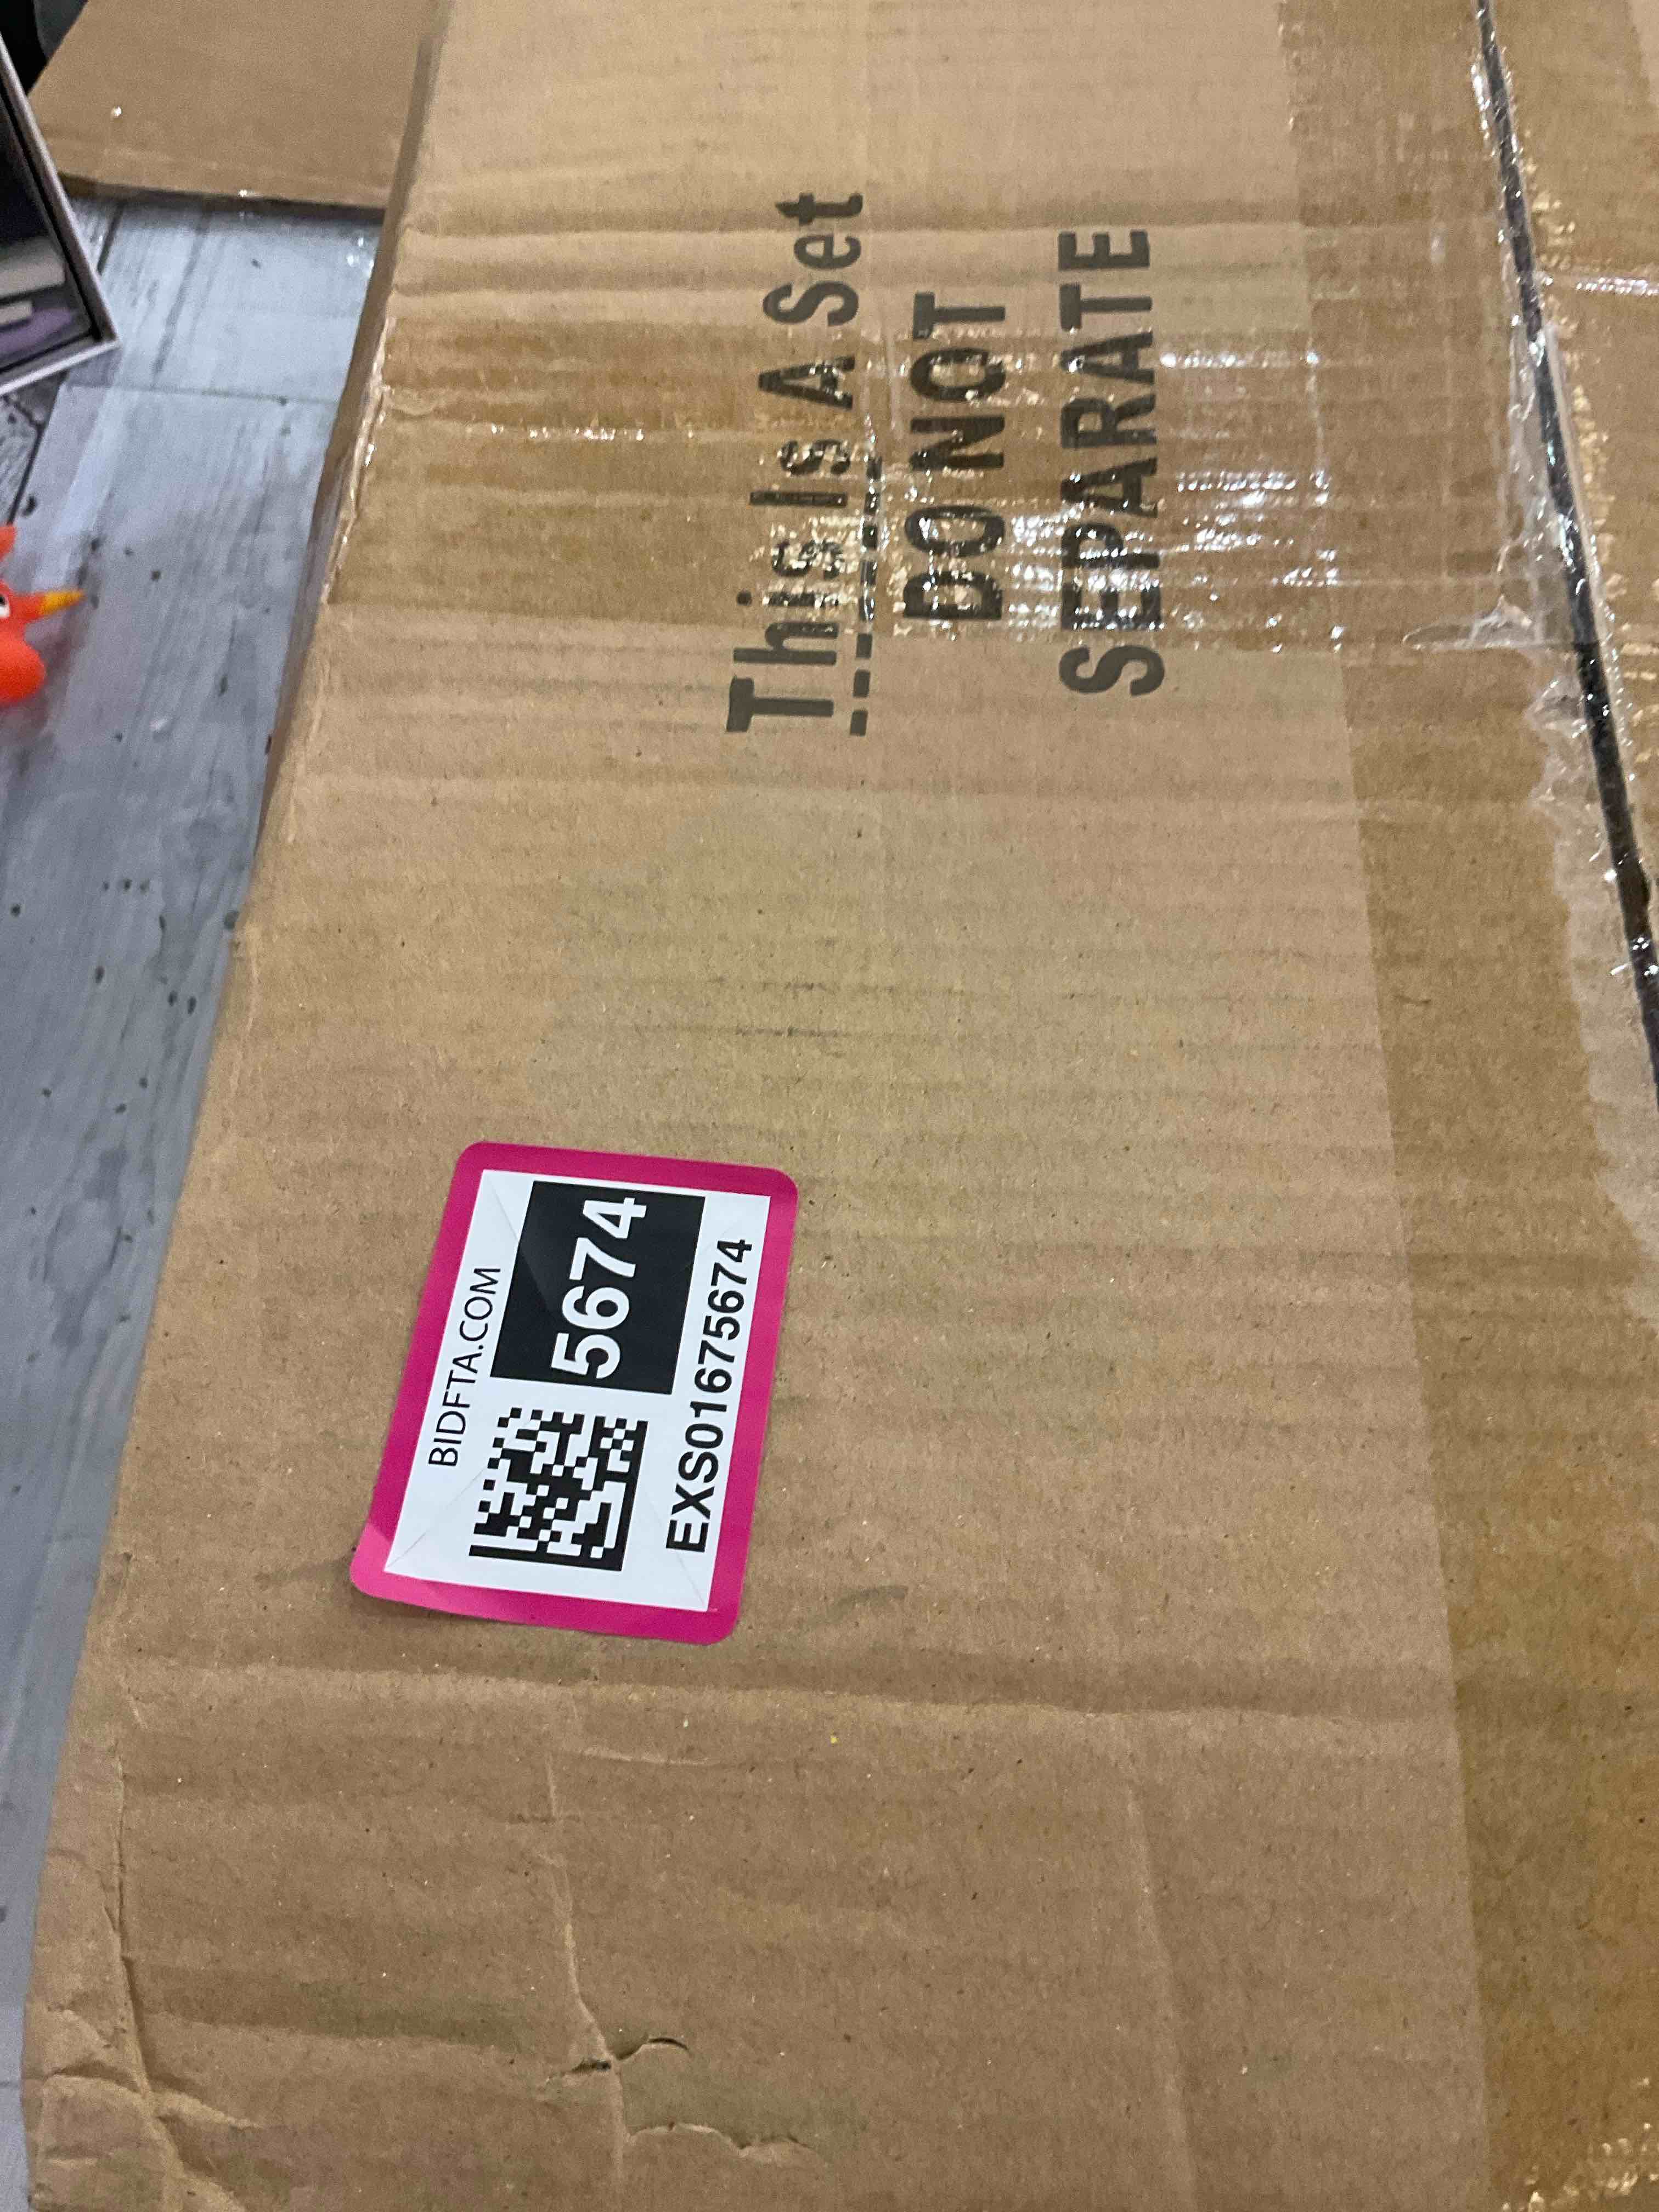 This Is A Set
DO NOT
SEPARATE
BIDFTA.COM
5674
EXS01675674